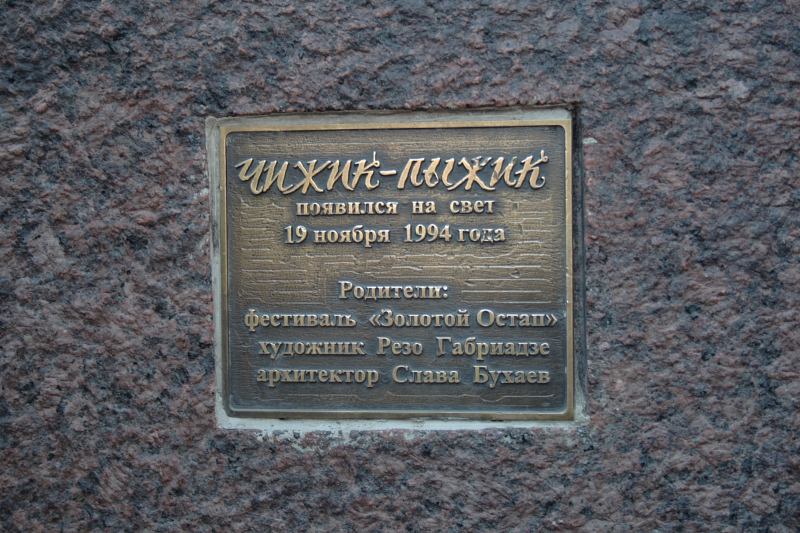 Чижик-Пыжик
появился на свет
19 ноября 1994 года
Родители:
фестиваль «Золотой Остап»
художник Резо Габриадзе
архитектор Слава Бухаев